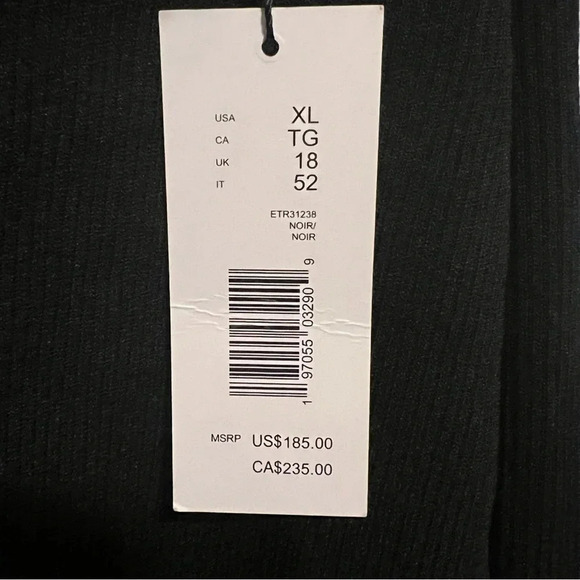 USA XL
CA TG
UK 18
IT 52
ETR31238
NOIR/
NOIR
1 97055 03290 9
MSRP US$185.00
CA$235.00